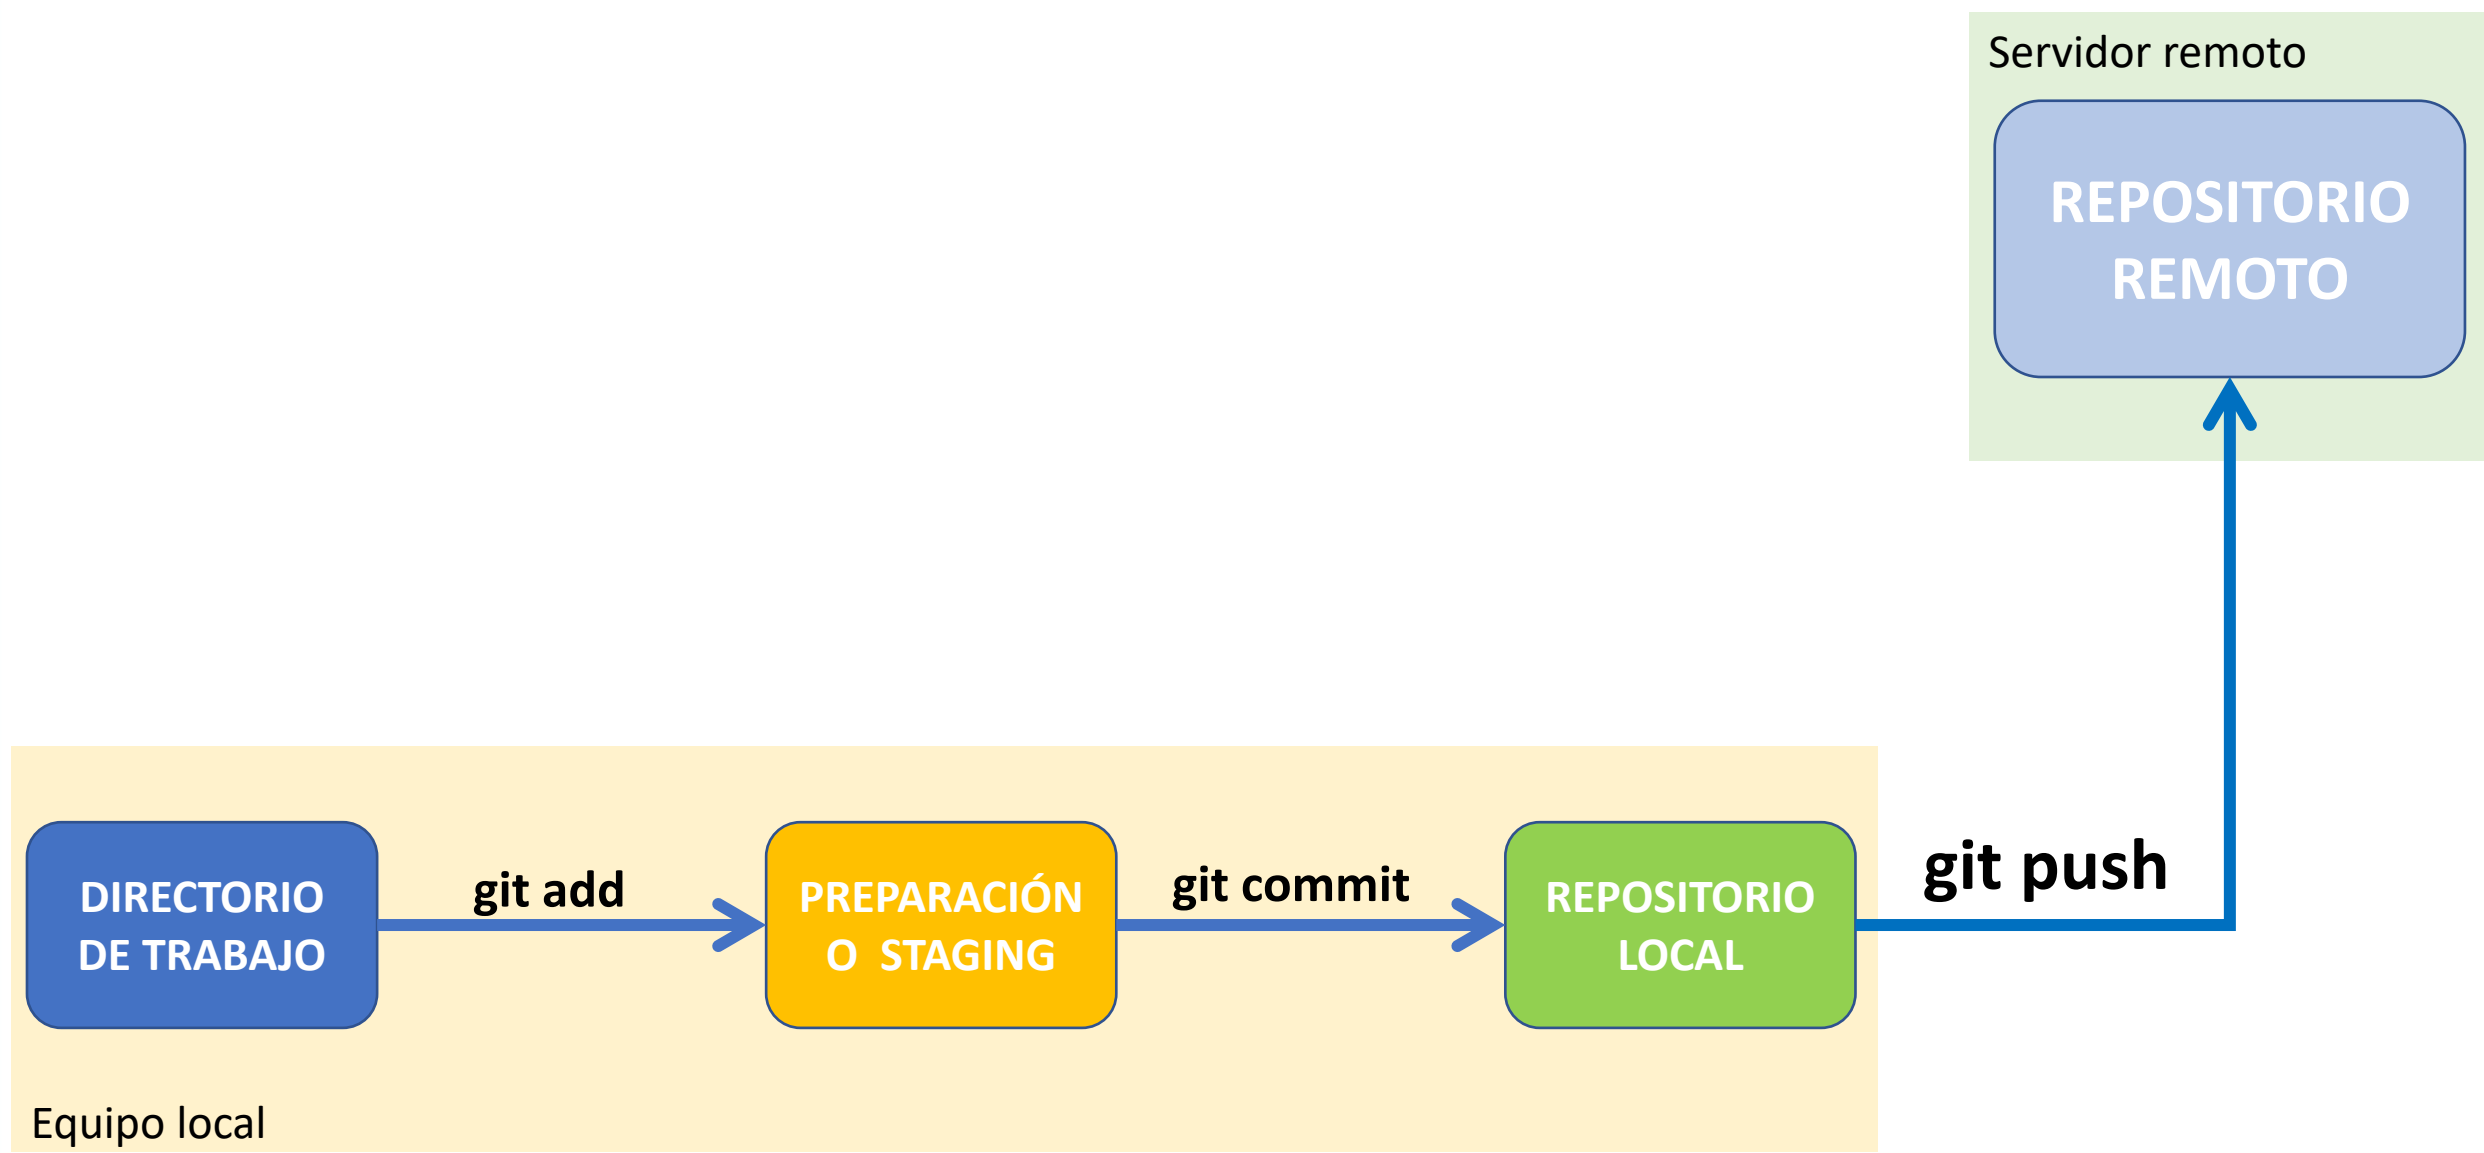 Servidor remoto
REPOSITORIO
REMOTO
DIRECTORIO
DE TRABAJO
git add
PREPARACIÓN
O STAGING
git commit
REPOSITORIO
LOCAL
git push
Equipo local